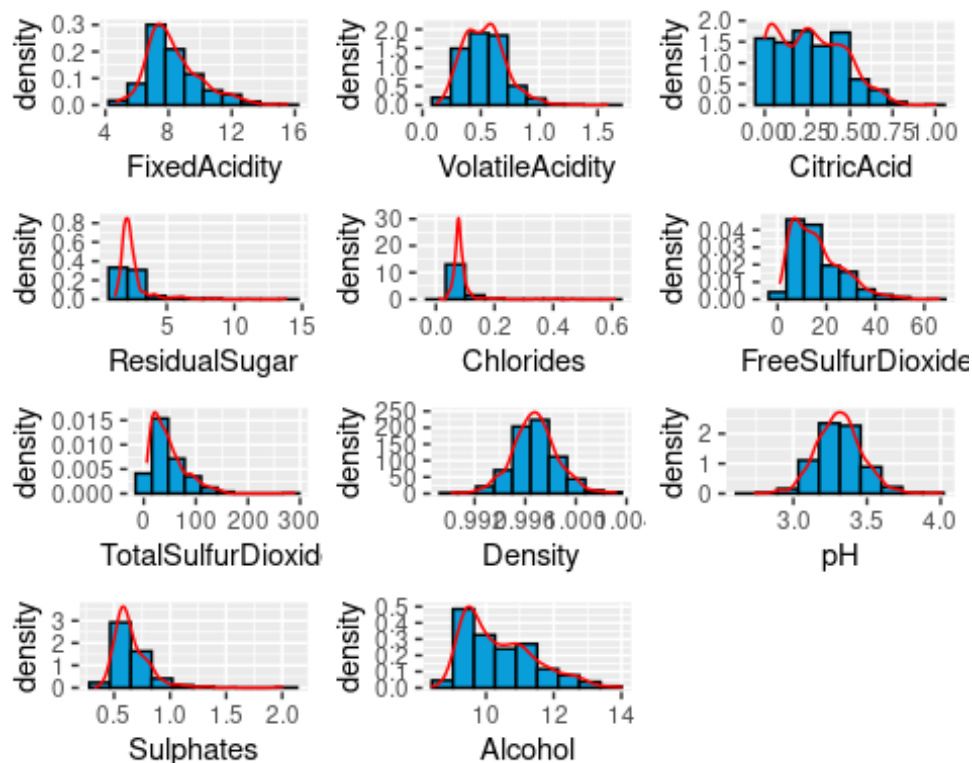 density
0.3
0.2
0.1
0.0
4 8 12 16
FixedAcidity
density
2.0
1.5
1.0
0.5
0.0
0.0 0.5 1.0 1.5
VolatileAcidity
density
2.0
1.5
1.0
0.5
0.0
0.00 0.25 0.50 0.75 1.00
CitricAcid
density
0.8
0.6
0.4
0.2
0.0
5 10 15
ResidualSugar
density
30
20
10
0
0.0 0.2 0.4 0.6
Chlorides
density
0.04
0.03
0.02
0.01
0.00
0 20 40 60
FreeSulfurDioxide
density
0.015
0.010
0.005
0.000
0 100 200 300
TotalSulfurDioxid
density
250
200
150
100
50
0
0.992 0.996 1.000 1.004
Density
density
2
1
0
3.0 3.5 4.0
pH
density
3
2
1
0
0.5 1.0 1.5 2.0
Sulphates
density
0.5
0.4
0.3
0.2
0.1
0.0
10 12 14
Alcohol